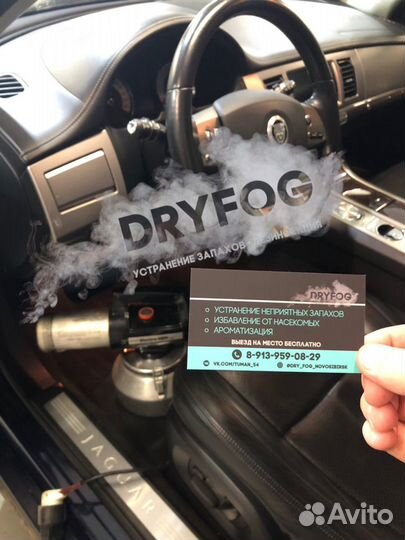 DRYFOG
УСТРАНЕНИЕ ЗАПАХОВ
DRYFOG
УСТРАНЕНИЕ НЕПРИЯТНЫХ ЗАПАХОВ
ИЗБАВЛЕНИЕ ОТ НАСЕКОМЫХ
АРОМАТИЗАЦИЯ
ВЫЕЗД НА МЕСТО БЕСПЛАТНО
8-913-959-08-29
VK.COM/TUMAN_54 @DRY_FOG_NOVOSIBIRSK
JAGUAR
Avito